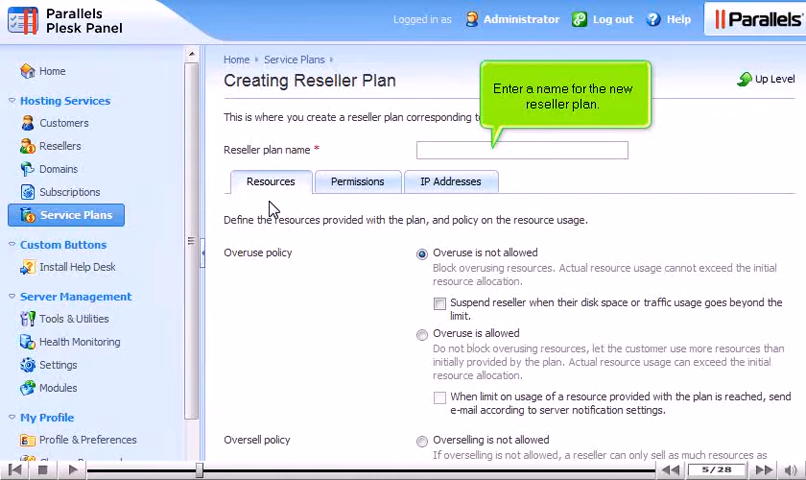 Parallels
Plesk Panel
Logged in as Administrator Log out Help
Parallels
Home
Hosting Services
Customers
Resellers
Domains
Subscriptions
Service Plans
Custom Buttons
Install Help Desk
Server Management
Tools & Utilities
Health Monitoring
Settings
Modules
My Profile
Profile & Preferences
Home Service Plans
Creating Reseller Plan
Up Level
Enter a name for the new
reseller plan.
This is where you create a reseller plan corresponding to
Reseller plan name *
Resources Permissions IP Addresses
Define the resources provided with the plan, and policy on the resource usage.
Overuse policy
Overuse is not allowed
Block overusing resources. Actual resource usage cannot exceed the initial
resource allocation.
Suspend reseller when their disk space or traffic usage goes beyond the
limit.
Overuse is allowed
Do not block overusing resources, let the customer use more resources than
initially provided by the plan. Actual resource usage can exceed the initial
resource allocation.
When limit on usage of a resource provided with the plan is reached, send
e-mail according to server notification settings.
Oversell policy
Overselling is not allowed
If overselling is not allowed, a reseller can only sell as much resources as
5/28